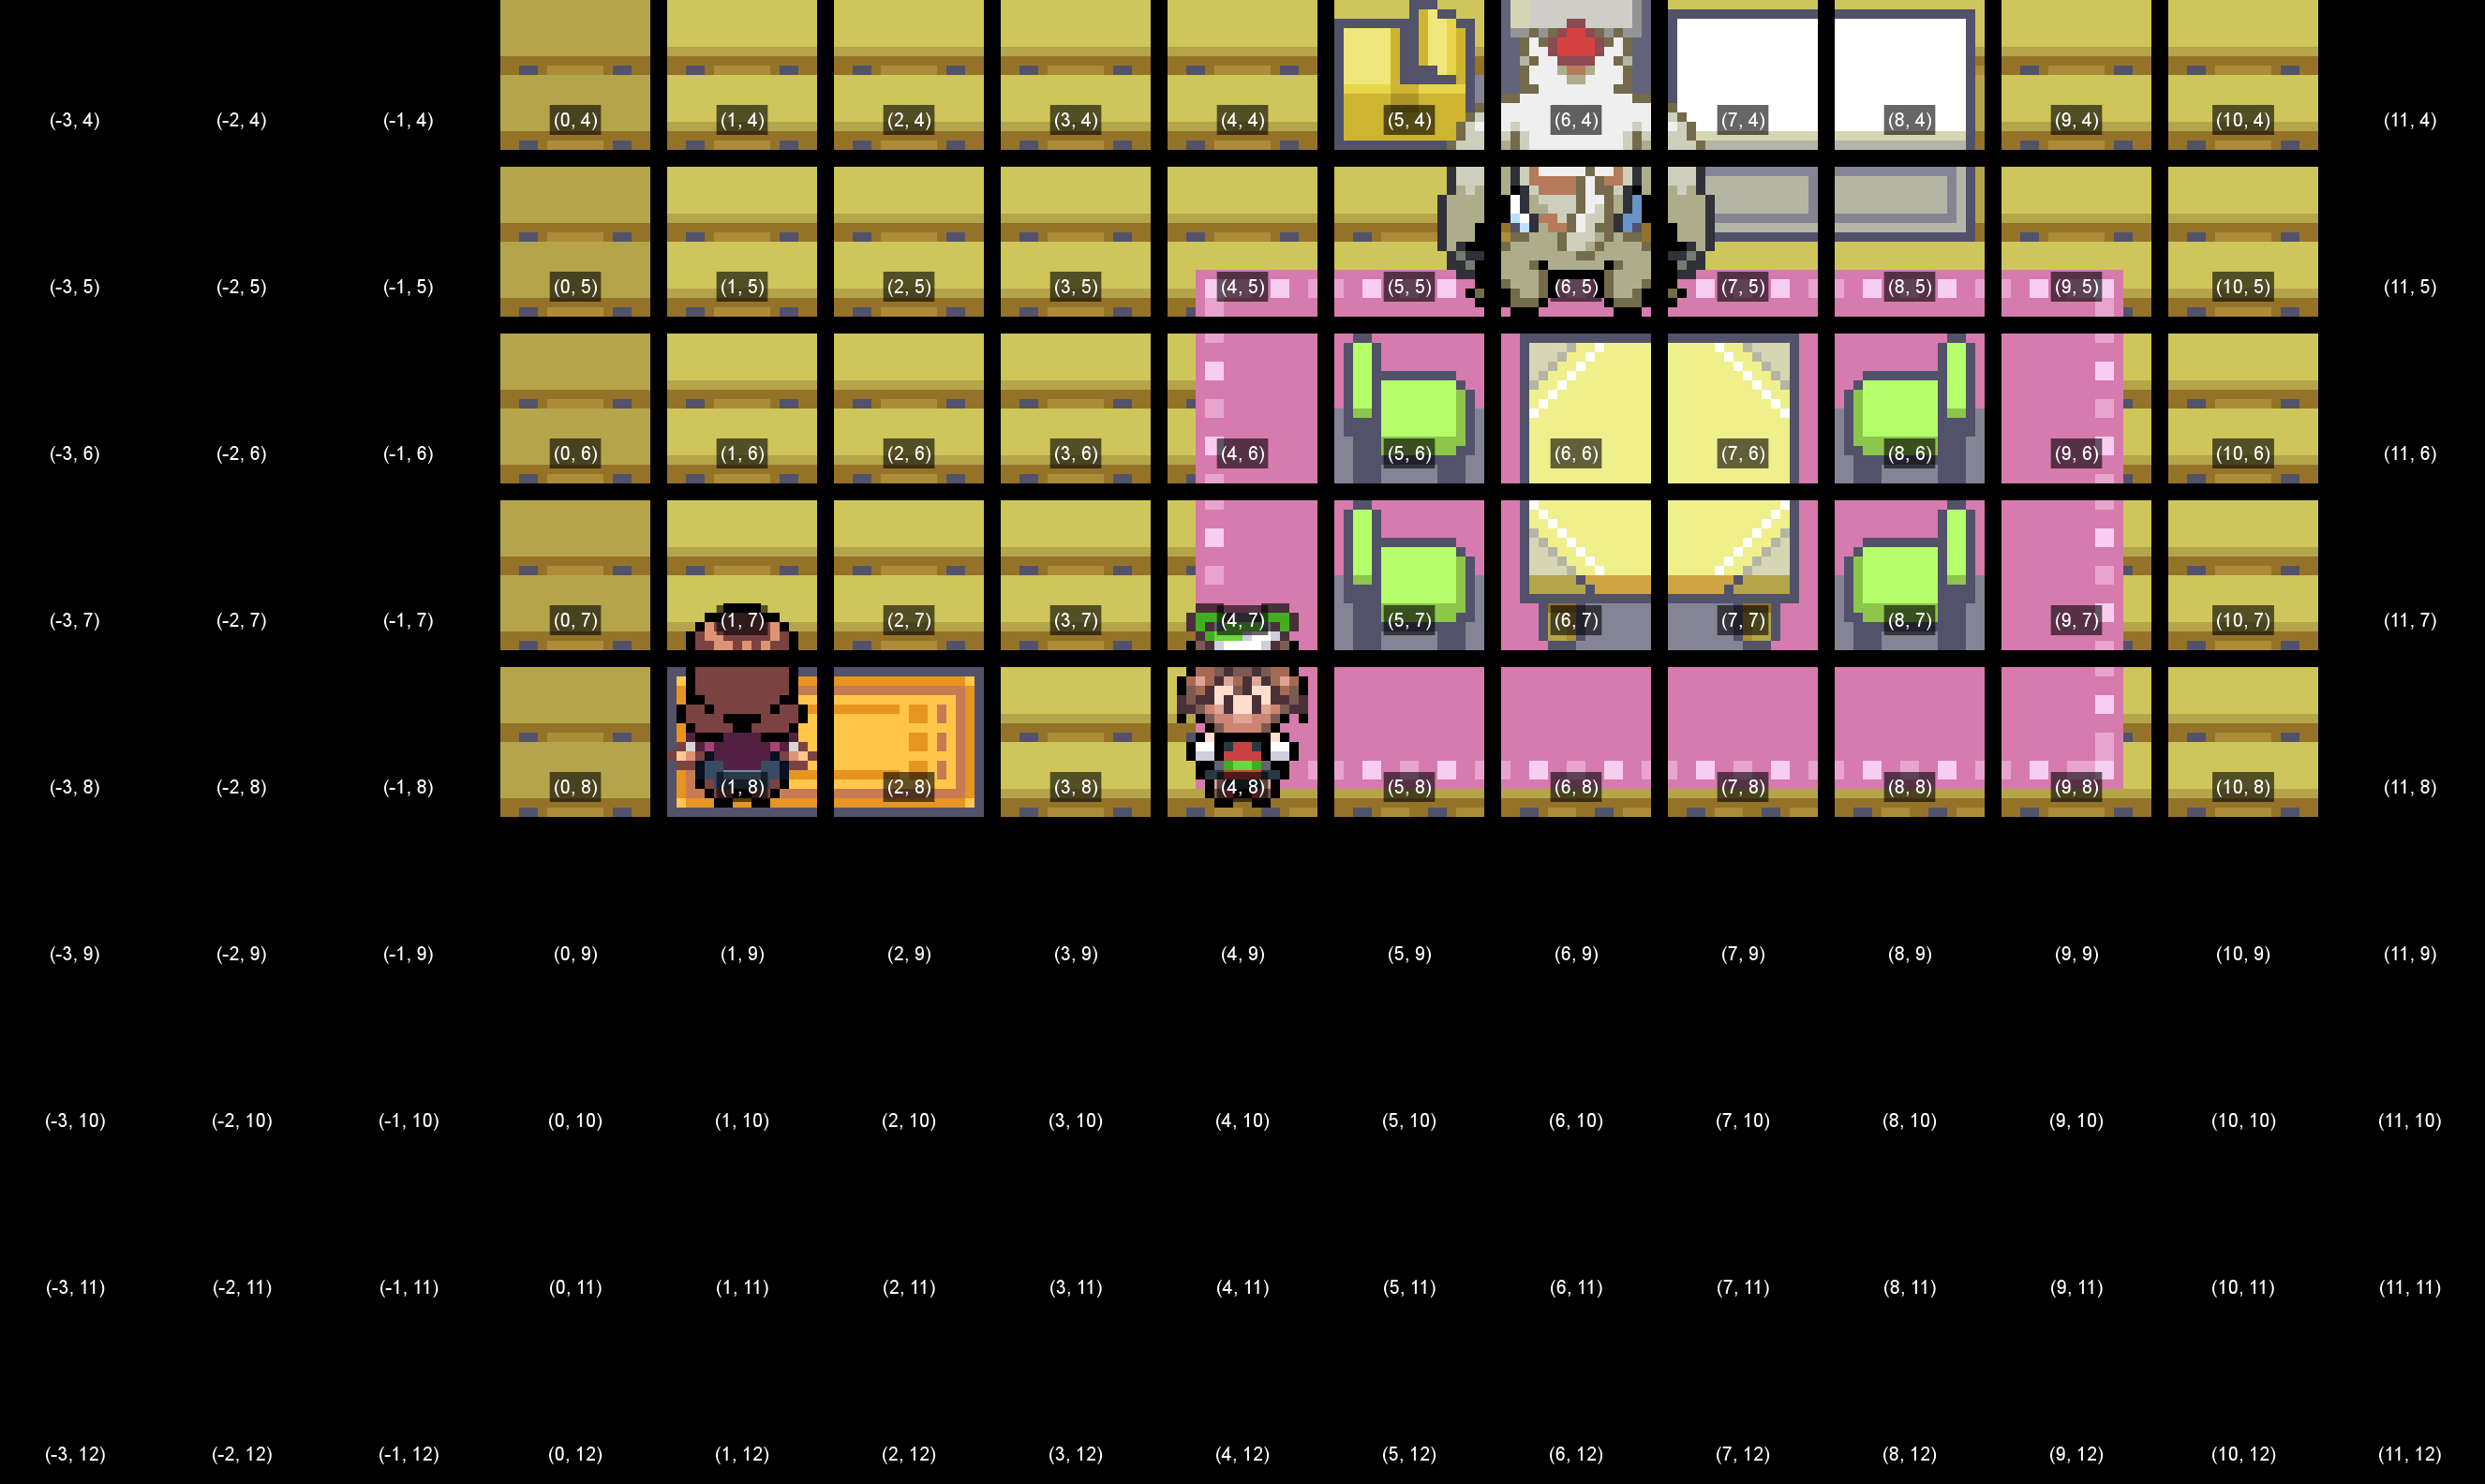 (-3, 4) (-2, 4) (-1, 4) (0, 4) (1, 4) (2, 4) (3, 4) (4, 4) (5, 4) (6, 4) (7, 4) (8, 4) (9, 4) (10, 4) (11, 4)
(-3, 5) (-2, 5) (-1, 5) (0, 5) (1, 5) (2, 5) (3, 5) (4, 5) (5, 5) (6, 5) (7, 5) (8, 5) (9, 5) (10, 5) (11, 5)
(-3, 6) (-2, 6) (-1, 6) (0, 6) (1, 6) (2, 6) (3, 6) (4, 6) (5, 6) (6, 6) (7, 6) (8, 6) (9, 6) (10, 6) (11, 6)
(-3, 7) (-2, 7) (-1, 7) (0, 7) (1, 7) (2, 7) (3, 7) (4, 7) (5, 7) (6, 7) (7, 7) (8, 7) (9, 7) (10, 7) (11, 7)
(-3, 8) (-2, 8) (-1, 8) (0, 8) (1, 8) (2, 8) (3, 8) (4, 8) (5, 8) (6, 8) (7, 8) (8, 8) (9, 8) (10, 8) (11, 8)
(-3, 9) (-2, 9) (-1, 9) (0, 9) (1, 9) (2, 9) (3, 9) (4, 9) (5, 9) (6, 9) (7, 9) (8, 9) (9, 9) (10, 9) (11, 9)
(-3, 10) (-2, 10) (-1, 10) (0, 10) (1, 10) (2, 10) (3, 10) (4, 10) (5, 10) (6, 10) (7, 10) (8, 10) (9, 10) (10, 10) (11, 10)
(-3, 11) (-2, 11) (-1, 11) (0, 11) (1, 11) (2, 11) (3, 11) (4, 11) (5, 11) (6, 11) (7, 11) (8, 11) (9, 11) (10, 11) (11, 11)
(-3, 12) (-2, 12) (-1, 12) (0, 12) (1, 12) (2, 12) (3, 12) (4, 12) (5, 12) (6, 12) (7, 12) (8, 12) (9, 12) (10, 12) (11, 12)